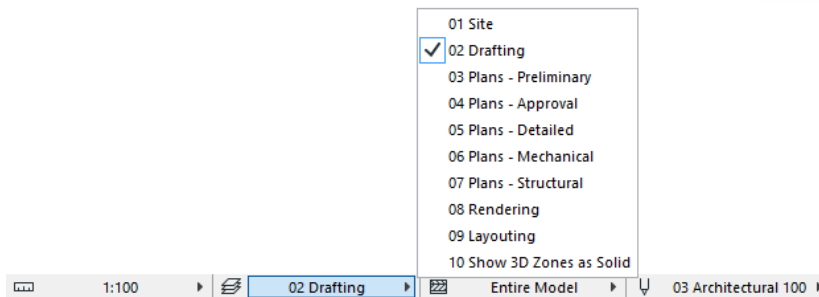 01 Site
02 Drafting
03 Plans - Preliminary
04 Plans - Approval
05 Plans - Detailed
06 Plans - Mechanical
07 Plans - Structural
08 Rendering
09 Layouting
10 Show 3D Zones as Solid
1:100 02 Drafting Entire Model 03 Architectural 100